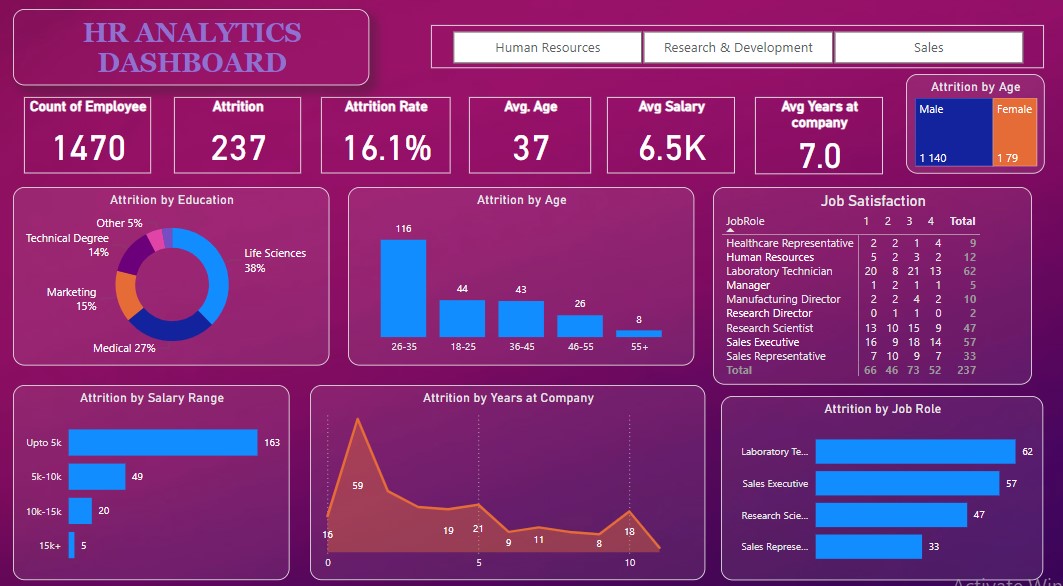 HR ANALYTICS
DASHBOARD
Human Resources Research & Development Sales
Count of Employee
1470
Attrition
237
Attrition Rate
16.1%
Avg. Age
37
Avg Salary
6.5K
Avg Years at
company
7.0
Attrition by Age
Male Female
1 140 1 79
Attrition by Education
Other 5%
Technical Degree
14%
Life Sciences
38%
Marketing
15%
Medical 27%
Attrition by Age
116
44
43
26
8
26-35 18-25 36-45 46-55 55+
Job Satisfaction
JobRole 1 2 3 4 Total
Healthcare Representative 2 2 1 4 9
Human Resources 5 2 3 2 12
Laboratory Technician 20 8 21 13 62
Manager 1 2 1 1 5
Manufacturing Director 2 2 4 2 10
Research Director 0 1 1 0 2
Research Scientist 13 10 15 9 47
Sales Executive 16 9 18 14 57
Sales Representative 7 10 9 7 33
Total 66 46 73 52 237
Attrition by Salary Range
Upto 5k 163
5k-10k 49
10k-15k 20
15k+ 5
Attrition by Years at Company
59
16 19 21 9 11 8 18
0 5 10
Attrition by Job Role
Laboratory Te... 62
Sales Executive 57
Research Scie... 47
Sales Represe... 33